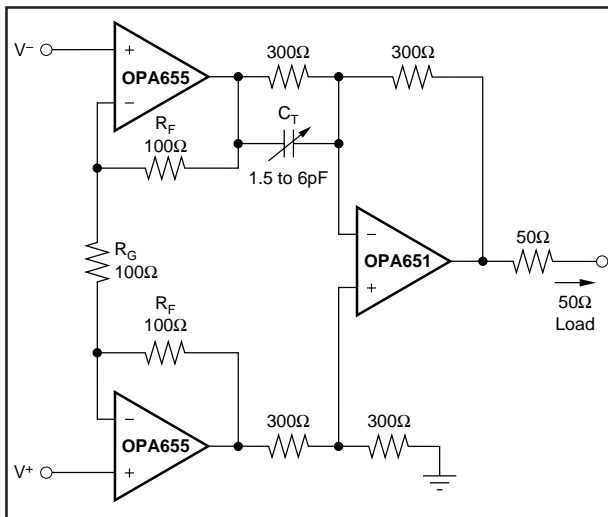 V–
+
OPA655
–
300Ω
300Ω
C_T
1.5 to 6pF
R_F
100Ω
R_G
100Ω
–
OPA651
+
50Ω
50Ω
Load
R_F
100Ω
–
OPA655
+
V+
300Ω
300Ω